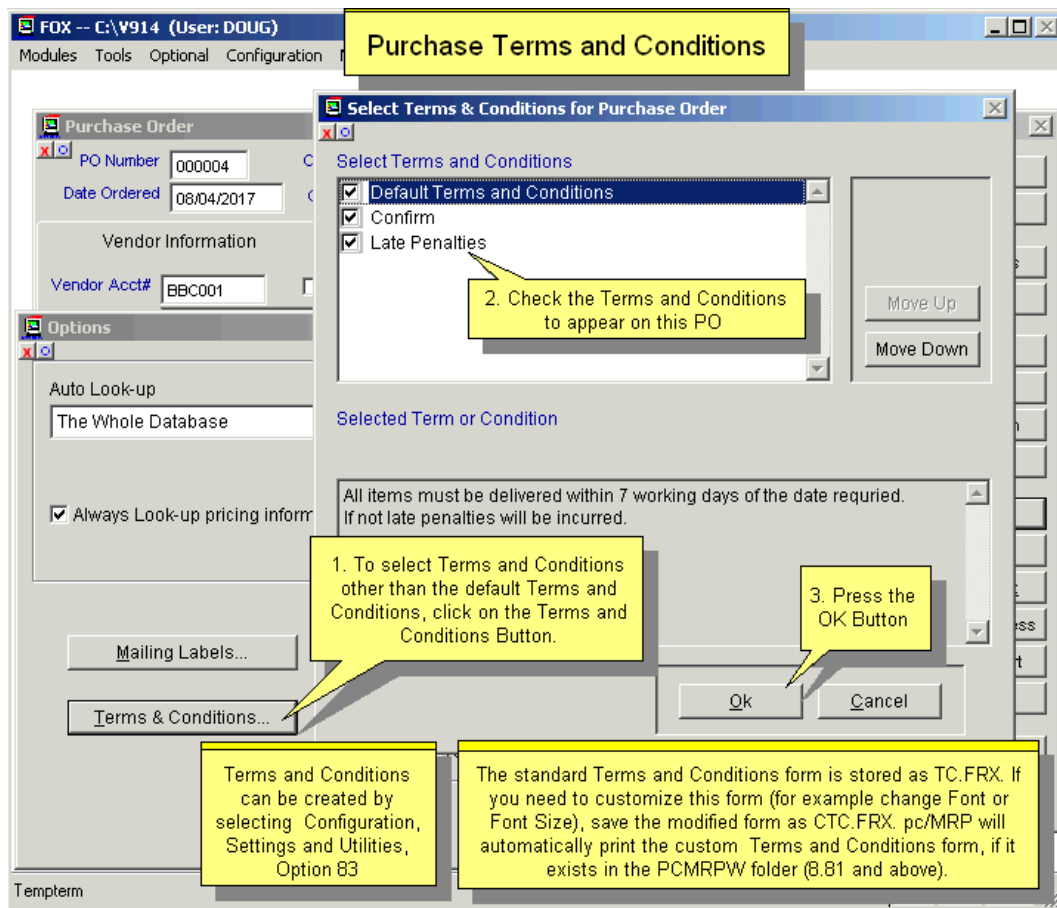 FOX -- C:\V914 (User: DOUG)
Purchase Terms and Conditions
Modules Tools Optional Configuration
Purchase Order
PO Number 000004
Date Ordered 08/04/2017
Vendor Information
Vendor Acct# BBC001
Select Terms & Conditions for Purchase Order
Select Terms and Conditions
Default Terms and Conditions
Confirm
Late Penalties
2. Check the Terms and Conditions
to appear on this PO
Move Up
Move Down
Options
Auto Look-up
The Whole Database
Always Look-up pricing inform
Selected Term or Condition
All items must be delivered within 7 working days of the date requried.
If not late penalties will be incurred.
1. To select Terms and Conditions
other than the default Terms and
Conditions, click on the Terms and
Conditions Button.
3. Press the
OK Button
Mailing Labels...
Terms & Conditions...
Ok
Cancel
Terms and Conditions
can be created by
selecting Configuration,
Settings and Utilities,
Option 83
The standard Terms and Conditions form is stored as TC.FRX. If
you need to customize this form (for example change Font or
Font Size), save the modified form as CTC.FRX. pc/MRP will
automatically print the custom Terms and Conditions form, if it
exists in the PCMRPW folder (8.81 and above).
Tempterm